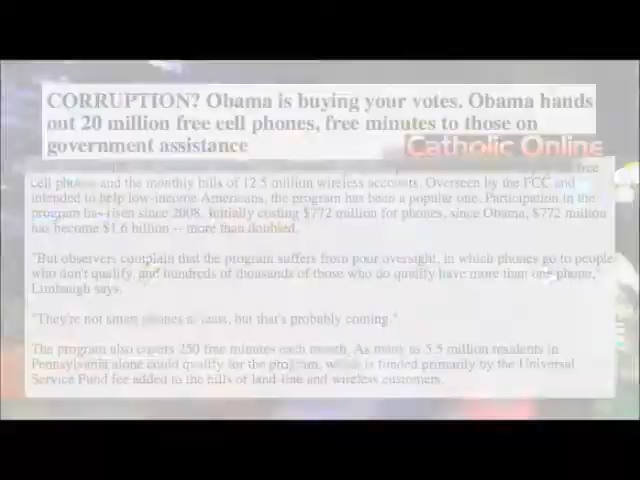 CORRUPTION? Obama is buying your votes. Obama hands
out 20 million free cell phones, free minutes to those on
government assistance
Catholic Online
free
cell phones and the monthly bills of 12.5 million wireless accounts. Overseen by the FCC and
intended to help low-income Americans, the program has been a popular one. Participation in the
program has risen since 2008. Initially costing $772 million for phones, since Obama, $772 million
has become $1.6 billion -- more than doubled.
"But observers complain that the program suffers from poor oversight, in which phones go to people
who don't qualify, and hundreds of thousands of those who do qualify have more than one phone,"
Limbaugh says.
"They're not smart phones at least, but that's probably coming."
The program also covers 250 free minutes each month. As many as 5.5 million residents in
Pennsylvania alone could qualify for the program, which is funded primarily by the Universal
Service Fund fee added to the bills of land-line and wireless customers.